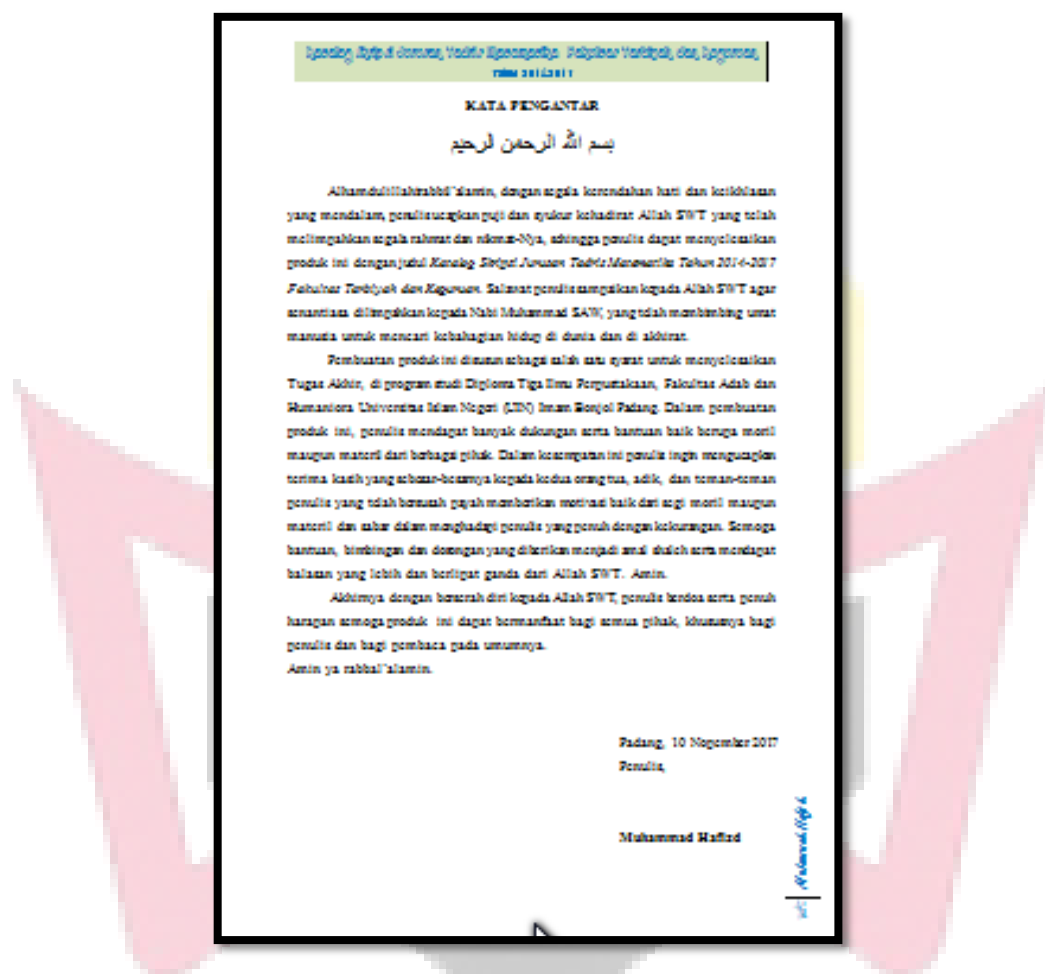 Katalog Skripsi Jurusan Tadris Matematika Fakultas Tarbiyah dan Keguruan
KATA PENGANTAR
بسم الله الرحمن الرحيم
Alhamdulillahirabbil'alamin, dengan segala kerendahan hati dan keikhlasan
yang mendalam, penulis ucapkan puji dan syukur kehadirat Allah SWT yang telah
melimpahkan segala rahmat dan nikmat-Nya, sehingga penulis dapat menyelesaikan
produk ini dengan judul Katalog Skripsi Jurusan Tadris Matematika Tahun 2014-2017
Fakultas Tarbiyah dan Keguruan. Salawat penulis sampaikan kepada Allah SWT agar
senantiasa dilimpahkan kepada Nabi Muhammad SAW, yang telah membimbing umat
manusia untuk mencari kebahagian hidup di dunia dan di akhirat.
Pembuatan produk ini disusun sebagai salah satu syarat untuk menyelesaikan
Tugas Akhir, di program studi Diploma Tiga Ilmu Perpustakaan, Fakultas Adab dan
Humaniora Universitas Islam Negeri (UIN) Imam Bonjol Padang. Dalam pembuatan
produk ini, penulis mendapat banyak dukungan serta bantuan baik berupa moril
maupun materil dari berbagai pihak. Dalam kesempatan ini penulis ingin mengucapkan
terima kasih yang sebesar-besarnya kepada kedua orang tua, adik, dan teman-teman
penulis yang telah bersusah payah memberikan motivasi baik dari segi moril maupun
materil dan sabar dalam menghadapi penulis yang penuh dengan kekurangan. Semoga
bantuan, bimbingan dan dorongan yang diberikan menjadi amal shaleh serta mendapat
balasan yang lebih dan berlipat ganda dari Allah SWT. Amin.
Akhirnya dengan berserah diri kepada Allah SWT, penulis berdoa serta penuh
harapan semoga produk ini dapat bermanfaat bagi semua pihak, khususnya bagi
penulis dan bagi pembaca pada umumnya.
Amin ya rabbal'alamin.
Padang, 10 Nopember 2017
Penulis,
Muhammad Hafizd